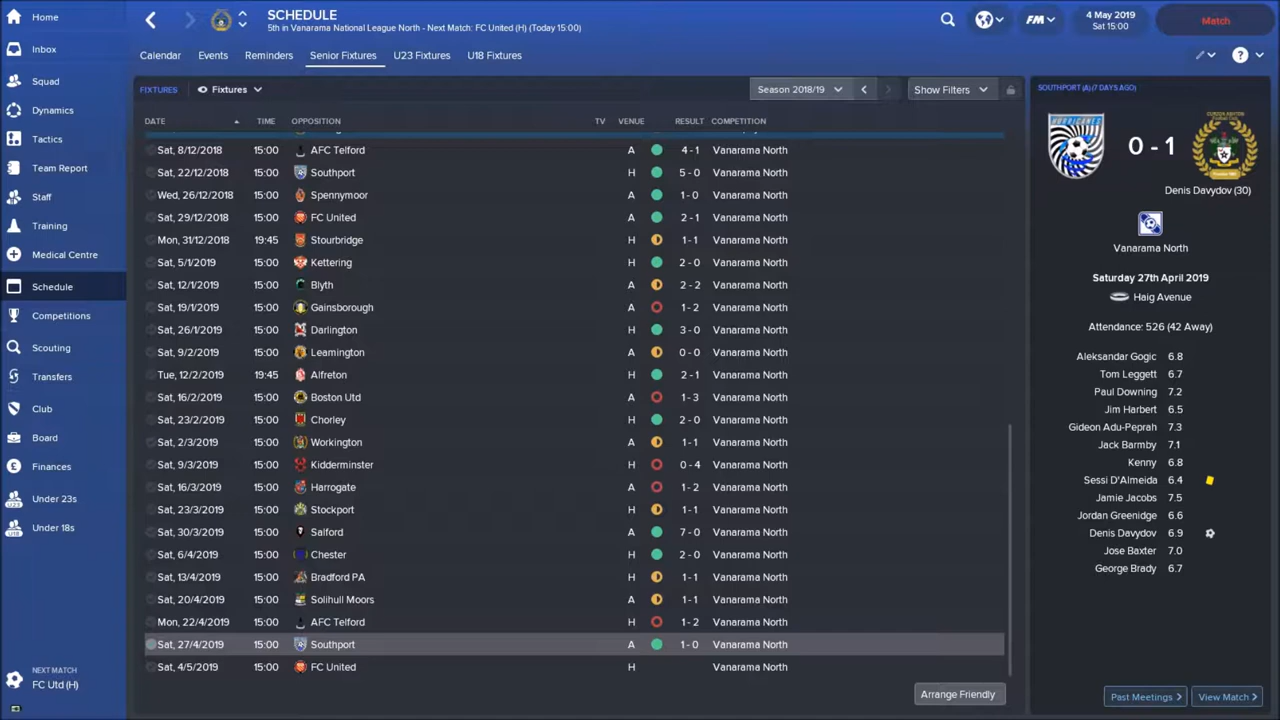 Home
Inbox
Squad
Dynamics
Tactics
Team Report
Staff
Training
Medical Centre
Schedule
Competitions
Scouting
Transfers
Club
Board
Finances
Under 23s
Under 18s
NEXT MATCH
FC Utd (H)
SCHEDULE
5th in Vanarama National League North - Next Match: FC United (H) (Today 15:00)
FM
4 May 2019
Sat 15:00
Match
Calendar Events Reminders Senior Fixtures U23 Fixtures U18 Fixtures
FIXTURES Fixtures Season 2018/19 Show Filters
DATE TIME OPPOSITION TV VENUE RESULT COMPETITION
Sat, 8/12/2018 15:00 AFC Telford A 4-1 Vanarama North
Sat, 22/12/2018 15:00 Southport H 5-0 Vanarama North
Wed, 26/12/2018 15:00 Spennymoor A 1-0 Vanarama North
Sat, 29/12/2018 15:00 FC United A 2-1 Vanarama North
Mon, 31/12/2018 19:45 Stourbridge H 1-1 Vanarama North
Sat, 5/1/2019 15:00 Kettering H 2-0 Vanarama North
Sat, 12/1/2019 15:00 Blyth A 2-2 Vanarama North
Sat, 19/1/2019 15:00 Gainsborough A 1-2 Vanarama North
Sat, 26/1/2019 15:00 Darlington H 3-0 Vanarama North
Sat, 9/2/2019 15:00 Leamington A 0-0 Vanarama North
Tue, 12/2/2019 19:45 Alfreton H 2-1 Vanarama North
Sat, 16/2/2019 15:00 Boston Utd A 1-3 Vanarama North
Sat, 23/2/2019 15:00 Chorley H 2-0 Vanarama North
Sat, 2/3/2019 15:00 Workington A 1-1 Vanarama North
Sat, 9/3/2019 15:00 Kidderminster H 0-4 Vanarama North
Sat, 16/3/2019 15:00 Harrogate A 1-2 Vanarama North
Sat, 23/3/2019 15:00 Stockport H 1-1 Vanarama North
Sat, 30/3/2019 15:00 Salford A 7-0 Vanarama North
Sat, 6/4/2019 15:00 Chester H 2-0 Vanarama North
Sat, 13/4/2019 15:00 Bradford PA H 1-1 Vanarama North
Sat, 20/4/2019 15:00 Solihull Moors A 1-1 Vanarama North
Mon, 22/4/2019 15:00 AFC Telford H 1-2 Vanarama North
Sat, 27/4/2019 15:00 Southport A 1-0 Vanarama North
Sat, 4/5/2019 15:00 FC United H Vanarama North
Arrange Friendly
SOUTHPORT (A) (7 DAYS AGO)
HURRICANES
0 - 1
Denis Davydov (30)
Vanarama North
Saturday 27th April 2019
Haig Avenue
Attendance: 526 (42 Away)
Aleksandar Gogic 6.8
Tom Leggett 6.7
Paul Downing 7.2
Jim Harbert 6.5
Gideon Adu-Peprah 7.3
Jack Barmby 7.1
Kenny 6.8
Sessi D'Almeida 6.4
Jamie Jacobs 7.5
Jordan Greenidge 6.6
Denis Davydov 6.9
Jose Baxter 7.0
George Brady 6.7
Past Meetings View Match